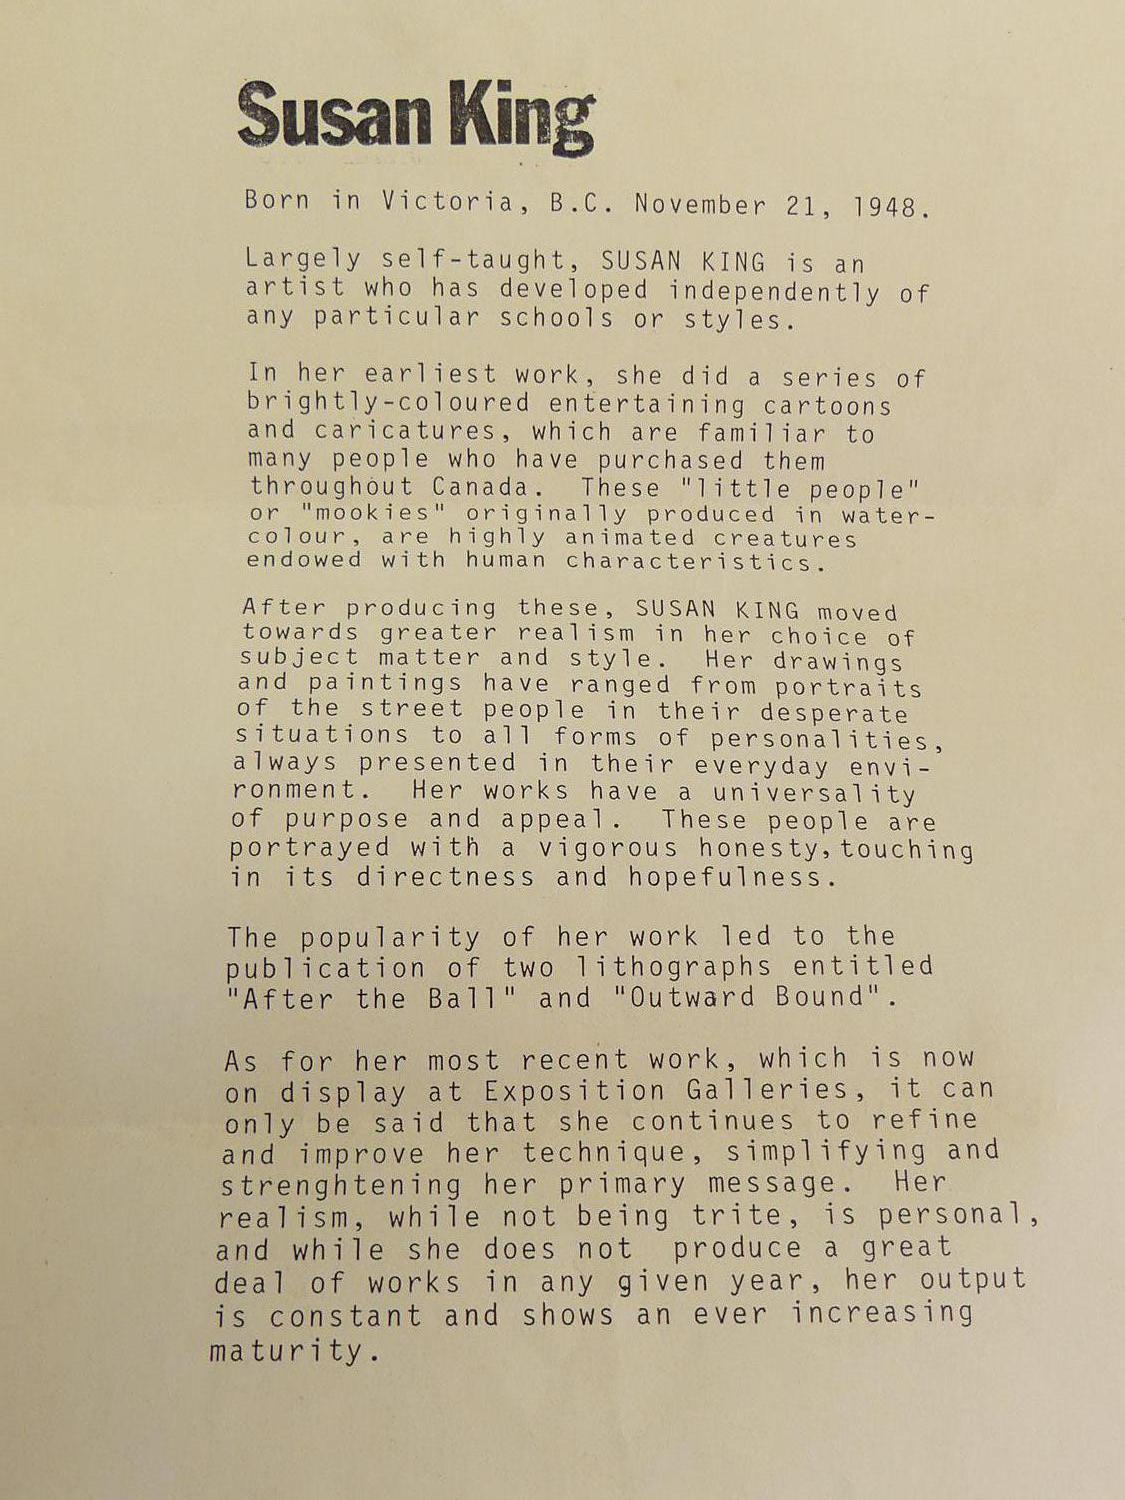 Susan King
Born in Victoria, B.C. November 21, 1948.
Largely self-taught, SUSAN KING is an
artist who has developed independently of
any particular schools or styles.
In her earliest work, she did a series of
brightly-coloured entertaining cartoons
and caricatures, which are familiar to
many people who have purchased them
throughout Canada. These "little people"
or "mookies" originally produced in water-
colour, are highly animated creatures
endowed with human characteristics.
After producing these, SUSAN KING moved
towards greater realism in her choice of
subject matter and style. Her drawings
and paintings have ranged from portraits
of the street people in their desperate
situations to all forms of personalities,
always presented in their everyday envi-
ronment. Her works have a universality
of purpose and appeal. These people are
portrayed with a vigorous honesty, touching
in its directness and hopefulness.
The popularity of her work led to the
publication of two lithographs entitled
"After the Ball" and "Outward Bound".
As for her most recent work, which is now
on display at Exposition Galleries, it can
only be said that she continues to refine
and improve her technique, simplifying and
strenghtening her primary message. Her
realism, while not being trite, is personal,
and while she does not produce a great
deal of works in any given year, her output
is constant and shows an ever increasing
maturity.